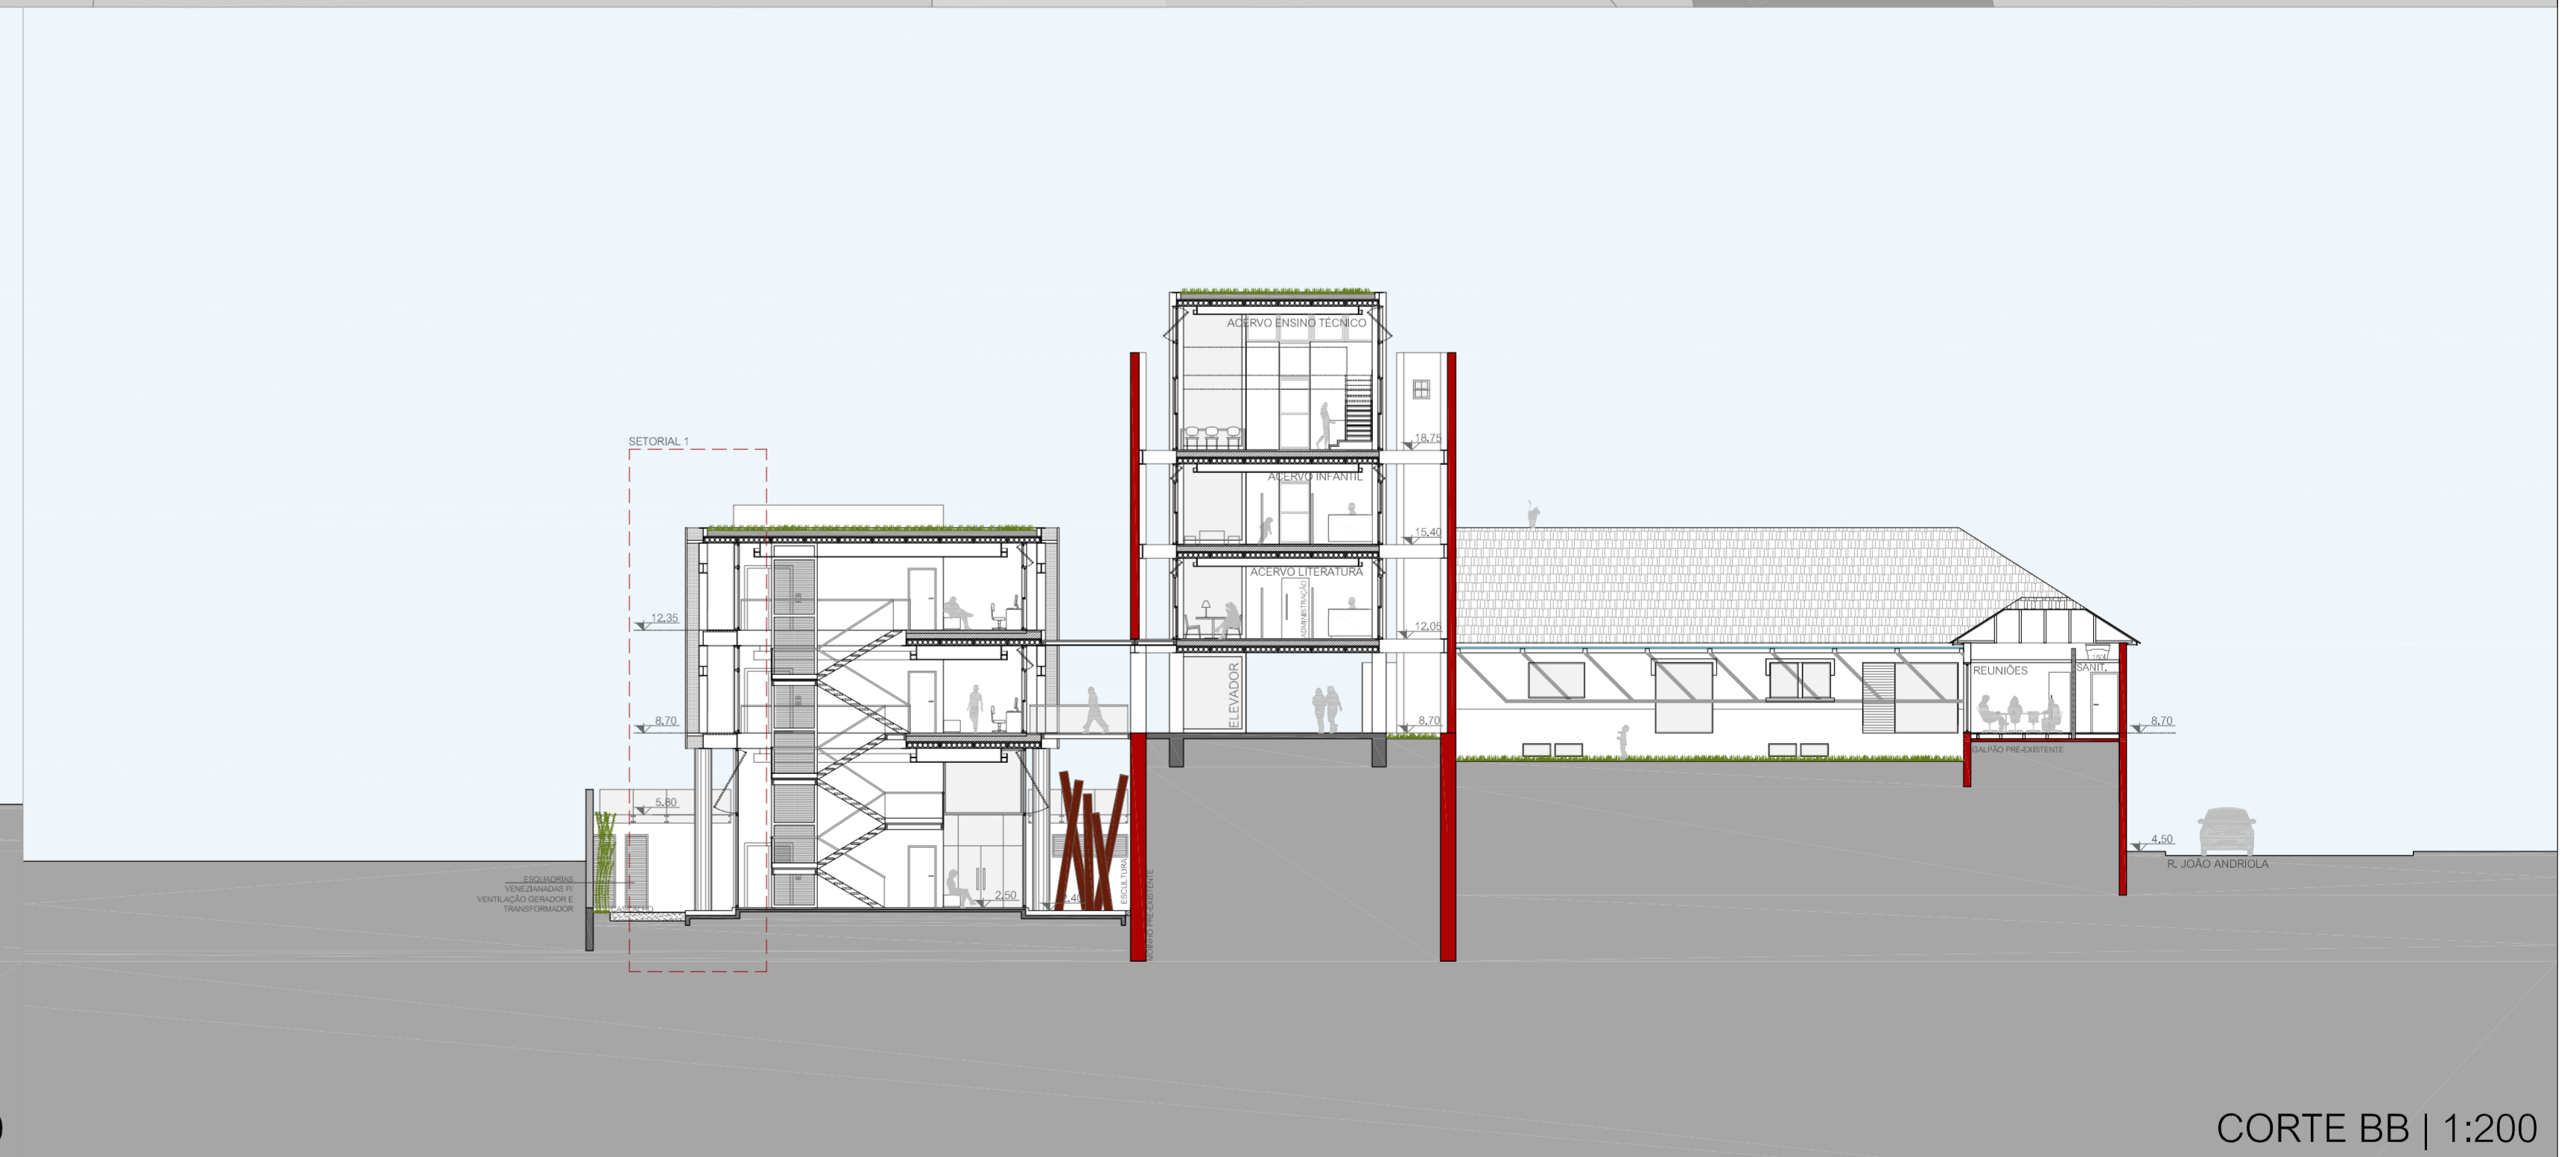 ACERVO ENSINO TÉCNICO
18.75
SETORIAL 1
ACERVO INFANTIL
15.40
ACERVO LITERATURA
ADMINISTRAÇÃO
12.35
12.05
ELEVADOR
REUNIÕES
SANIT.
8.70
8.70
8.70
GALPÃO PRÉ-EXISTENTE
5.80
4.50
R. JOÃO ANDRIOLA
ESCULTURA
MOINHO PRÉ-EXISTENTE
ESQUADRIAS
VENEZIANADAS P/
VENTILAÇÃO GERADOR E
TRANSFORMADOR
2.50
CORTE BB | 1:200